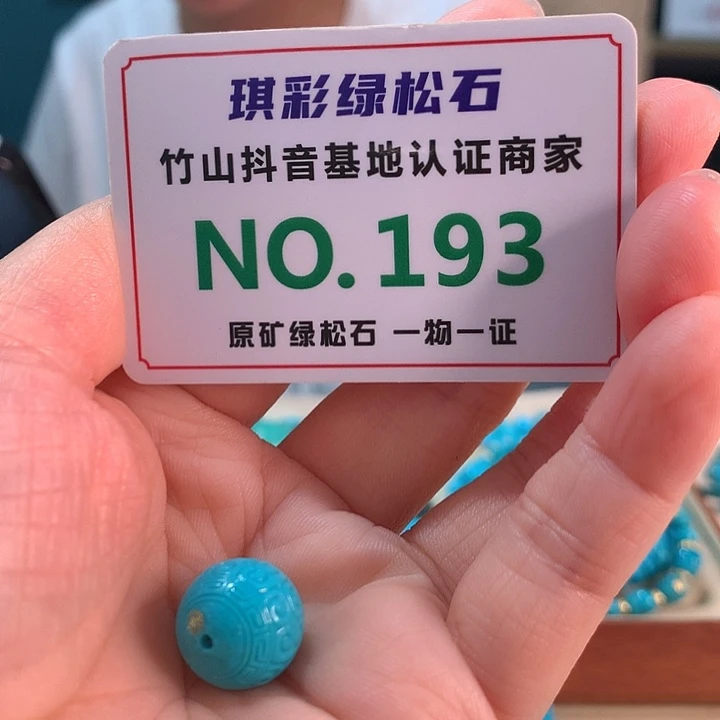 琪彩绿松石
竹山抖音基地认证商家
NO.193
原矿绿松石 一物一证